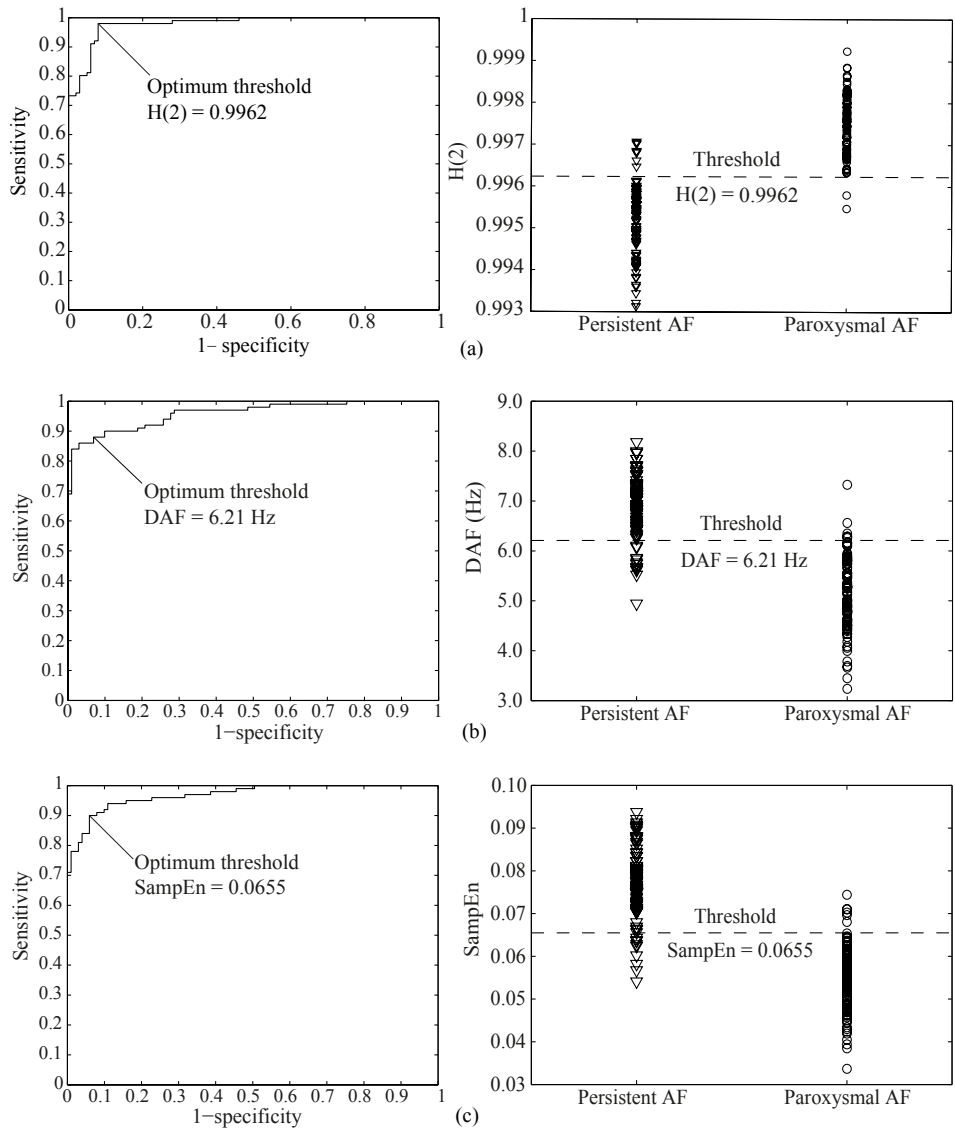 1
0.9
0.8
0.7
0.6
0.5
0.4
0.3
0.2
0.1
0
Sensitivity
Optimum threshold
H(2) = 0.9962
0 0.2 0.4 0.6 0.8 1
1– specificity
1
0.999
0.998
0.997
0.996
0.995
0.994
0.993
H(2)
Threshold
H(2) = 0.9962
Persistent AF Paroxysmal AF
(a)
1
0.9
0.8
0.7
0.6
0.5
0.4
0.3
0.2
0.1
0
Sensitivity
Optimum threshold
DAF = 6.21 Hz
0 0.1 0.2 0.3 0.4 0.5 0.6 0.7 0.8 0.9 1
1−specificity
9.0
8.0
7.0
6.0
5.0
4.0
3.0
DAF (Hz)
Threshold
DAF = 6.21 Hz
Persistent AF Paroxysmal AF
(b)
1
0.9
0.8
0.7
0.6
0.5
0.4
0.3
0.2
0.1
0
Sensitivity
Optimum threshold
SampEn = 0.0655
0 0.1 0.2 0.3 0.4 0.5 0.6 0.7 0.8 0.9 1
1−specificity
0.10
0.09
0.08
0.07
0.06
0.05
0.04
0.03
SampEn
Threshold
SampEn = 0.0655
Persistent AF Paroxysmal AF
(c)